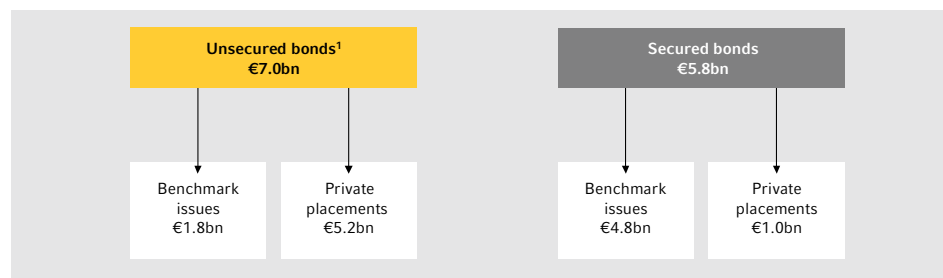 Unsecured bonds¹
€7.0bn
Secured bonds
€5.8bn
Benchmark
issues
€1.8bn
Private
placements
€5.2bn
Benchmark
issues
€4.8bn
Private
placements
€1.0bn